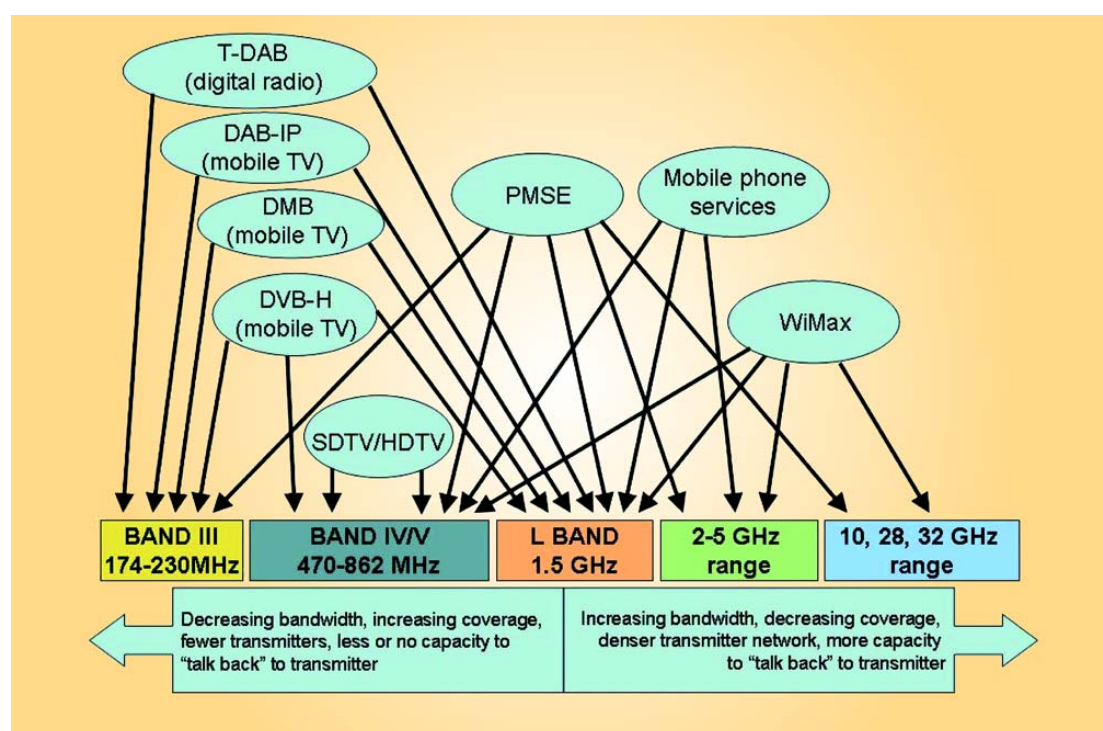 T-DAB
(digital radio)
DAB-IP
(mobile TV)
DMB
(mobile TV)
DVB-H
(mobile TV)
SDTV/HDTV
PMSE
Mobile phone
services
WiMax
BAND III
174-230MHz
BAND IV/V
470-862 MHz
L BAND
1.5 GHz
2-5 GHz
range
10, 28, 32 GHz
range
Decreasing bandwidth, increasing coverage,
fewer transmitters, less or no capacity to
“talk back” to transmitter
Increasing bandwidth, decreasing coverage,
denser transmitter network, more capacity
to “talk back” to transmitter